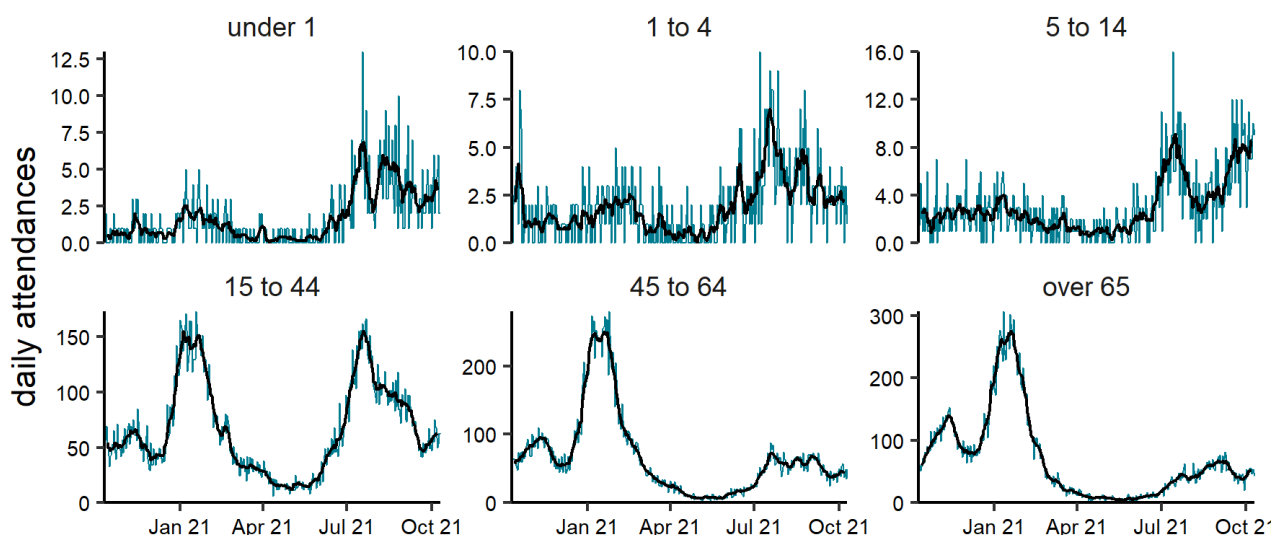 under 1
1 to 4
5 to 14
12.5
10.0
7.5
5.0
2.5
0.0
10.0
7.5
5.0
2.5
0.0
16.0
12.0
8.0
4.0
0.0
daily attendances
15 to 44
45 to 64
over 65
150
100
50
0
200
100
0
300
200
100
0
Jan 21 Apr 21 Jul 21 Oct 21
Jan 21 Apr 21 Jul 21 Oct 21
Jan 21 Apr 21 Jul 21 Oct 21